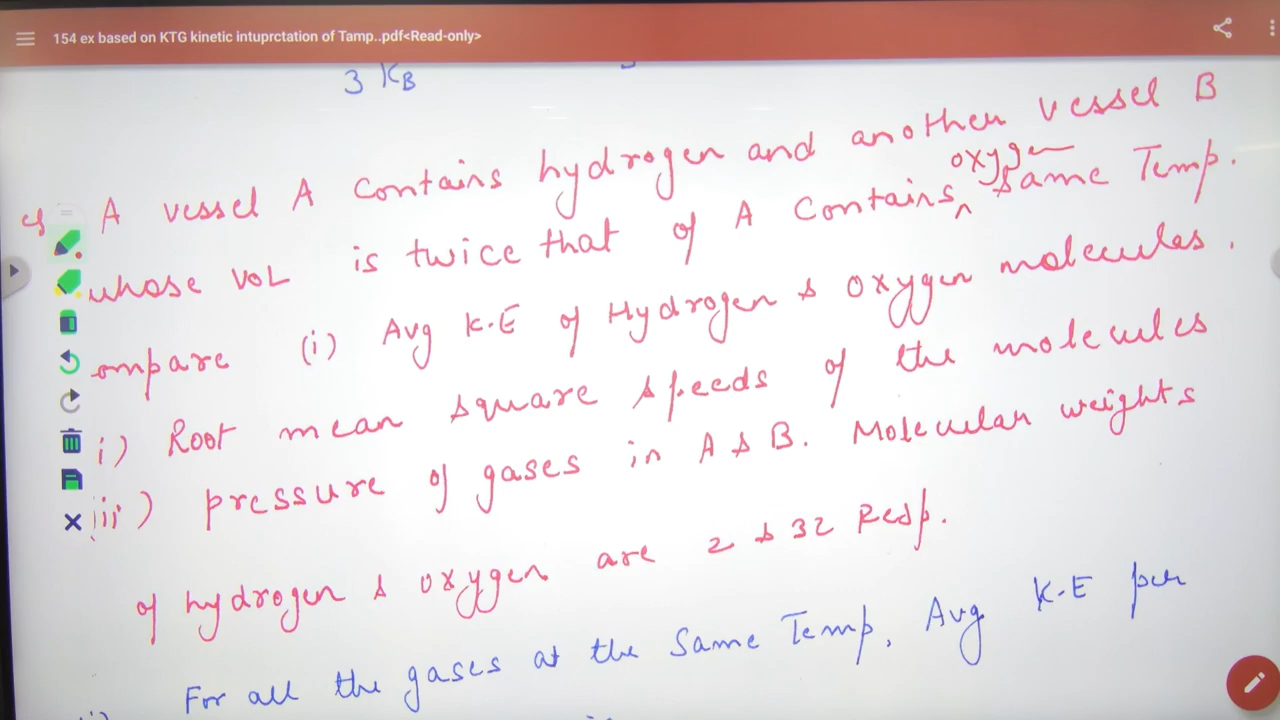 154 ex based on KTG kinetic intuprctation of Tamp..pdf<Read-only>
3 KB
A vessel A contains hydrogen and another vessel B
whose vol is twice that of A contains oxygen same Temp.
ompare (i) Avg K.E of Hydrogen & oxygen molecules.
i) Root mean square speeds of the molecules
iii) pressure of gases in A & B. Molecular weights
of hydrogen & oxygen are 2 & 32 Resp.
For all the gases at the same Temp, Avg K.E per